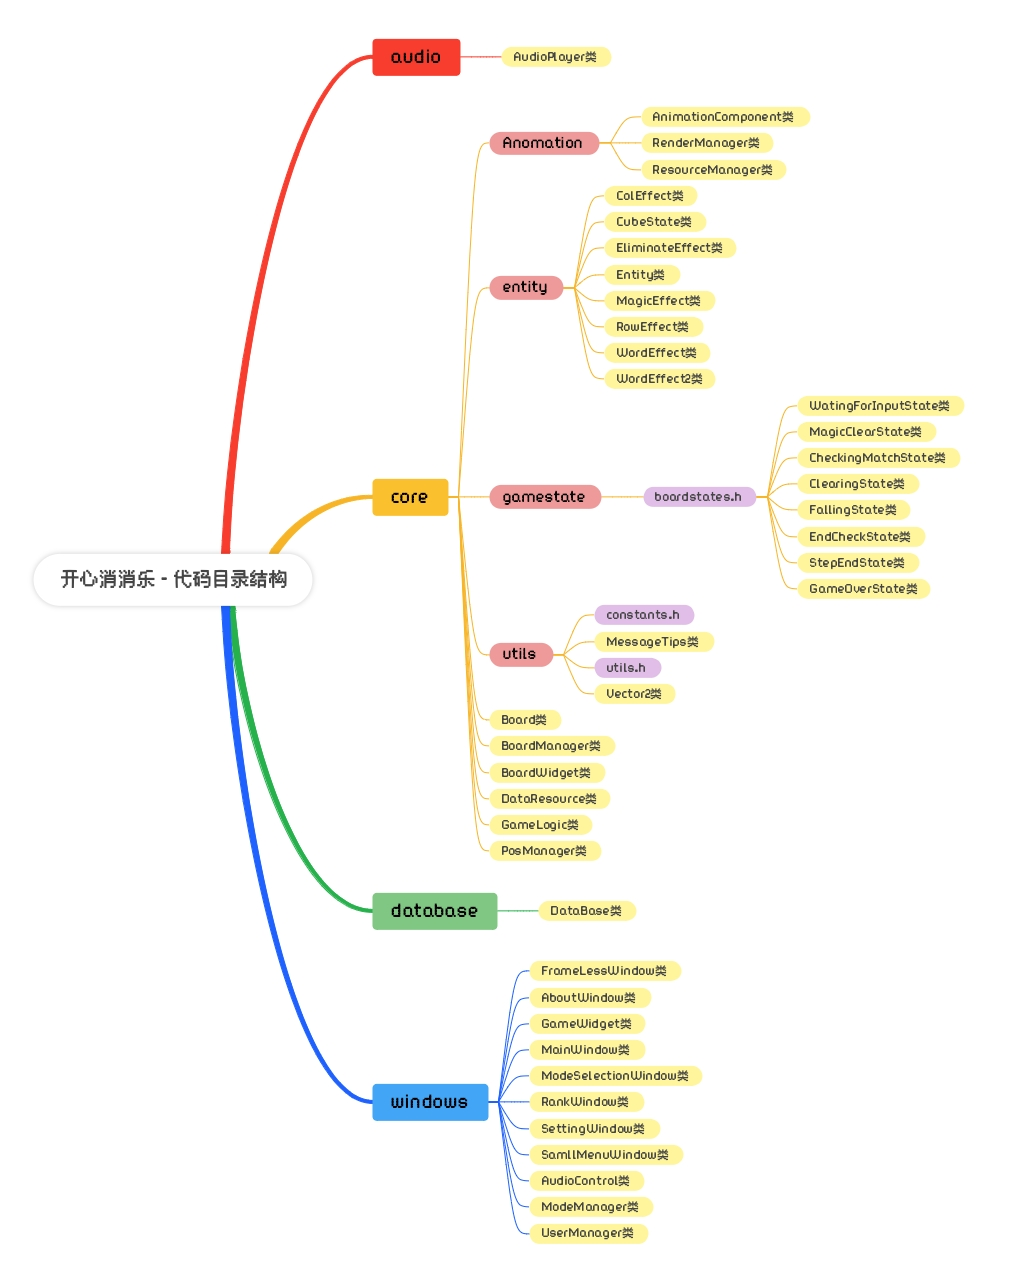 audio
AudioPlayer类
Anomation
AnimationComponent类
RenderManager类
ResourceManager类
entity
ColEffect类
CubeState类
EliminateEffect类
Entity类
MagicEffect类
RowEffect类
WordEffect类
WordEffect2类
core
gamestate
boardstates.h
WatingForInputState类
MagicClearState类
CheckingMatchState类
ClearingState类
FallingState类
EndCheckState类
StepEndState类
GameOverState类
开心消消乐 - 代码目录结构
utils
constants.h
MessageTips类
utils.h
Vector2类
Board类
BoardManager类
BoardWidget类
DataResource类
GameLogic类
PosManager类
database
DataBase类
windows
FrameLessWindow类
AboutWindow类
GameWidget类
MainWindow类
ModeSelectionWindow类
RankWindow类
SettingWindow类
SamllMenuWindow类
AudioControl类
ModeManager类
UserManager类